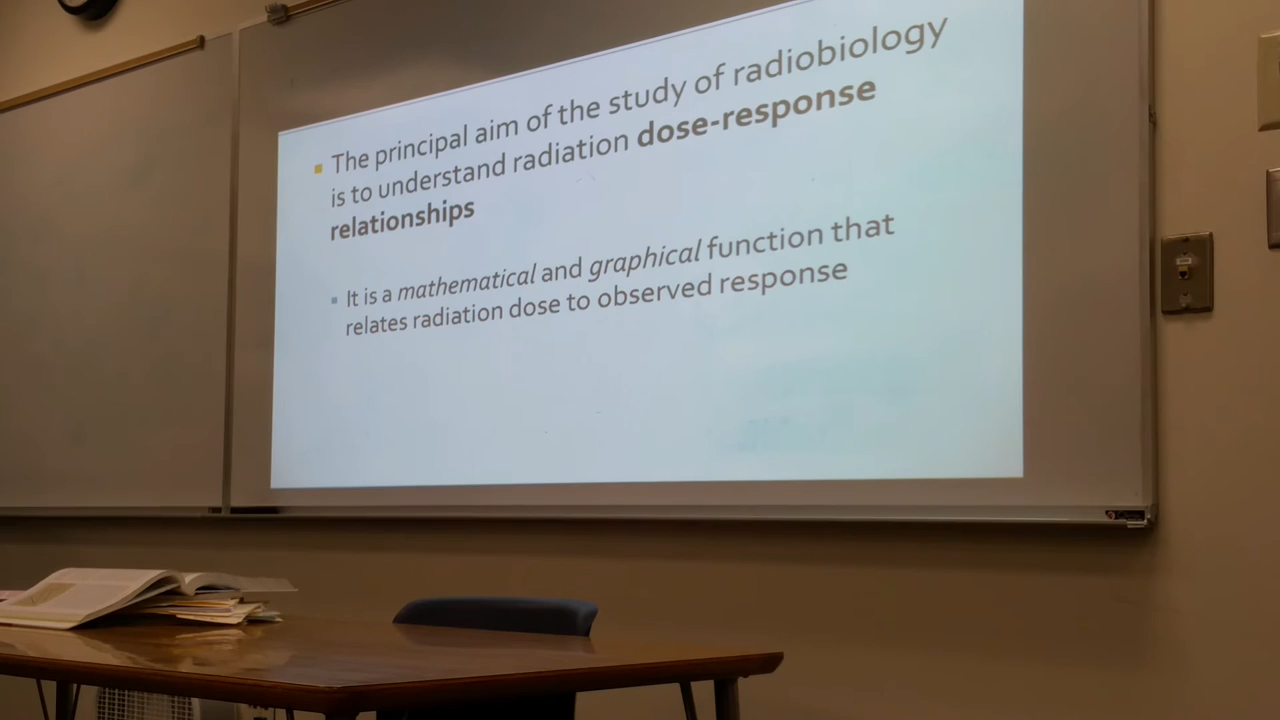 The principal aim of the study of radiobiology
is to understand radiation dose-response
relationships
It is a mathematical and graphical function that
relates radiation dose to observed response